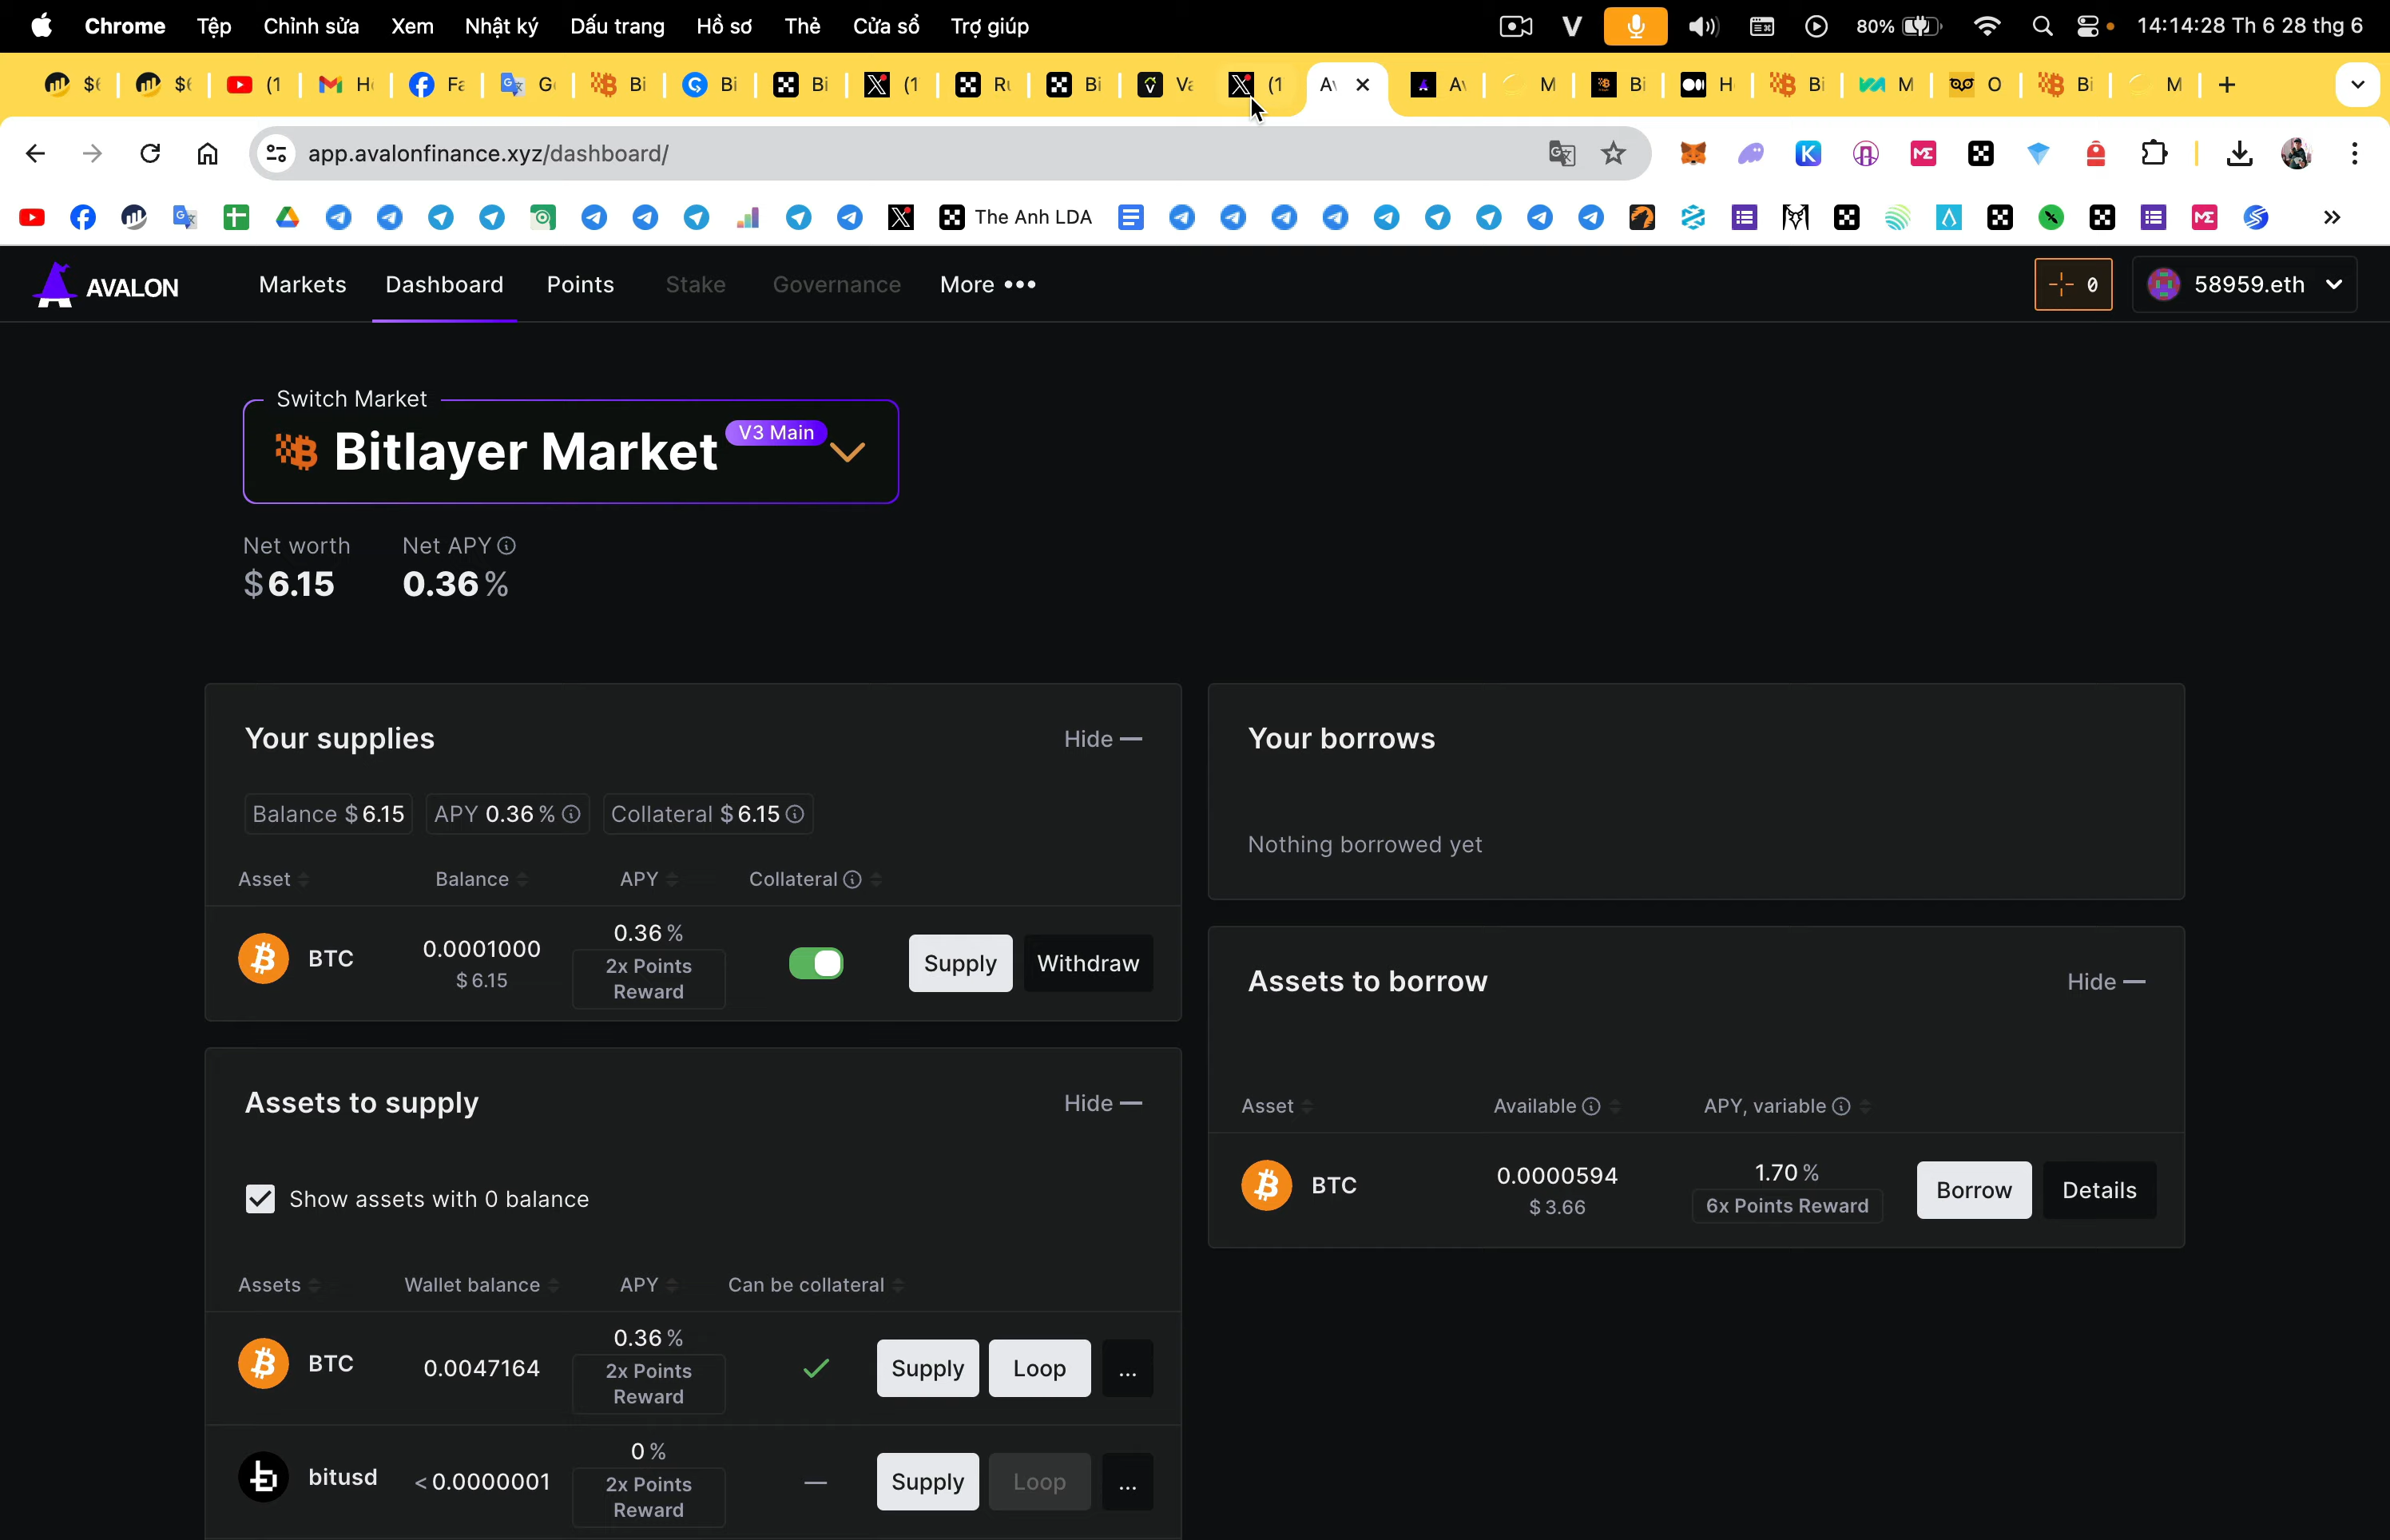 Chrome Tệp Chỉnh sửa Xem Nhật ký Dấu trang Hồ sơ Thẻ Cửa sổ Trợ giúp 80% 14:14:28 Th 6 28 thg 6
app.avalonfinance.xyz/dashboard/
The Anh LDA
AVALON Markets Dashboard Points Stake Governance More ••• 0 58959.eth
Switch Market
Bitlayer Market V3 Main
Net worth Net APY
$6.15 0.36%
Your supplies Hide —
Balance $6.15 APY 0.36% Collateral $6.15
Asset Balance APY Collateral
BTC 0.0001000 0.36% Supply Withdraw
$6.15 2x Points
Reward
Your borrows
Nothing borrowed yet
Assets to supply Hide —
Show assets with 0 balance
Assets Wallet balance APY Can be collateral
BTC 0.0047164 0.36% Supply Loop ...
2x Points
Reward
bitusd <0.0000001 0% — Supply Loop ...
2x Points
Reward
Assets to borrow Hide —
Asset Available APY, variable
BTC 0.0000594 1.70% Borrow Details
$3.66 6x Points Reward